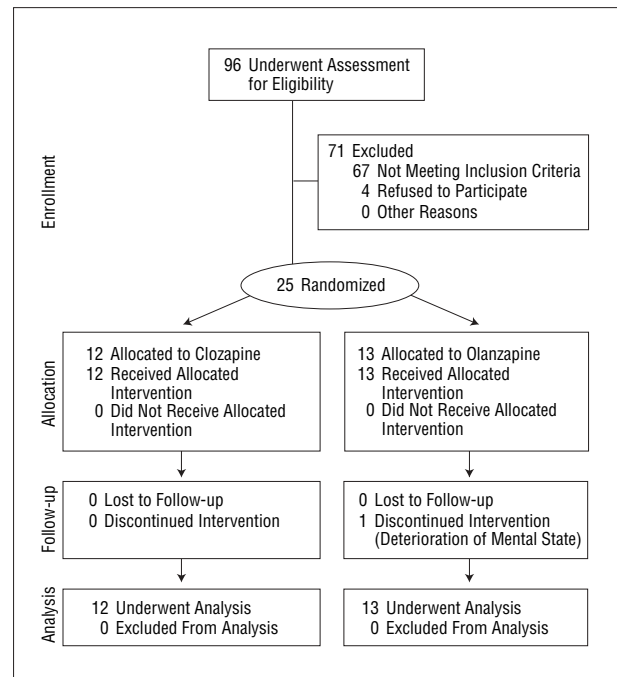 96 Underwent Assessment
for Eligibility
Enrollment
71 Excluded
67 Not Meeting Inclusion Criteria
4 Refused to Participate
0 Other Reasons
25 Randomized
Allocation
12 Allocated to Clozapine
12 Received Allocated
Intervention
0 Did Not Receive Allocated
Intervention
13 Allocated to Olanzapine
13 Received Allocated
Intervention
0 Did Not Receive Allocated
Intervention
Follow-up
0 Lost to Follow-up
0 Discontinued Intervention
0 Lost to Follow-up
1 Discontinued Intervention
(Deterioration of Mental State)
Analysis
12 Underwent Analysis
0 Excluded From Analysis
13 Underwent Analysis
0 Excluded From Analysis